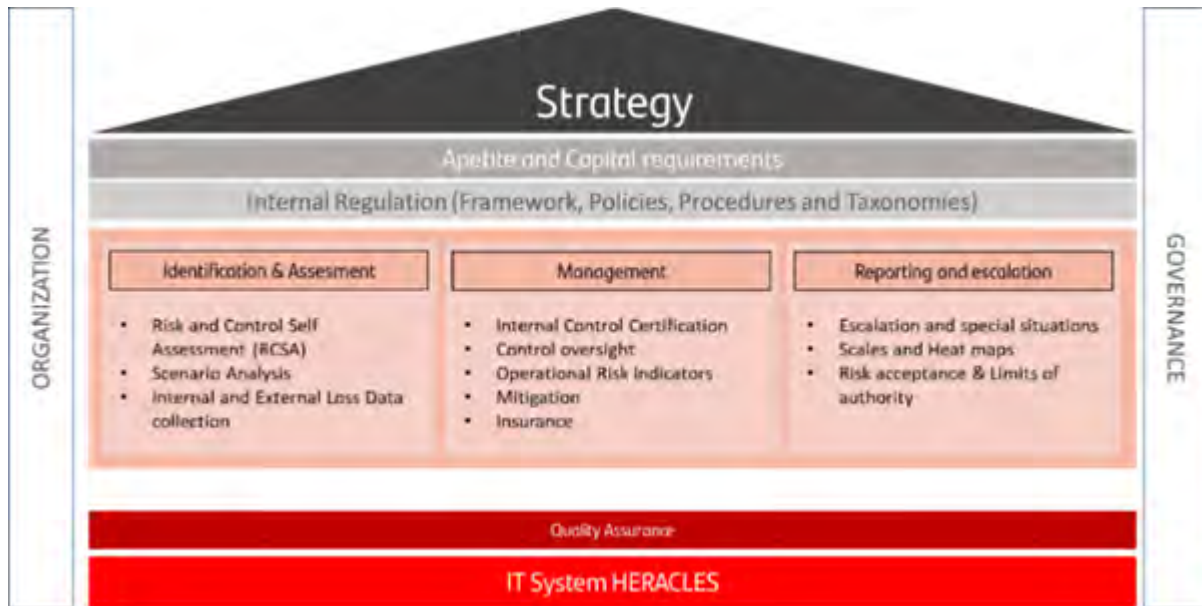 Strategy
Apetite and Capital requirements
Internal Regulation (Framework, Policies, Procedures and Taxonomies)
ORGANIZATION
Identification & Assesment
• Risk and Control Self
Assessment (RCSA)
• Scenario Analysis
• Internal and External Loss Data
collection
Management
• Internal Control Certification
• Control oversight
• Operational Risk Indicators
• Mitigation
• Insurance
Reporting and escalation
• Escalation and special situations
• Scales and Heat maps
• Risk acceptance & Limits of
authority
GOVERNANCE
Quality Assurance
IT System HERACLES